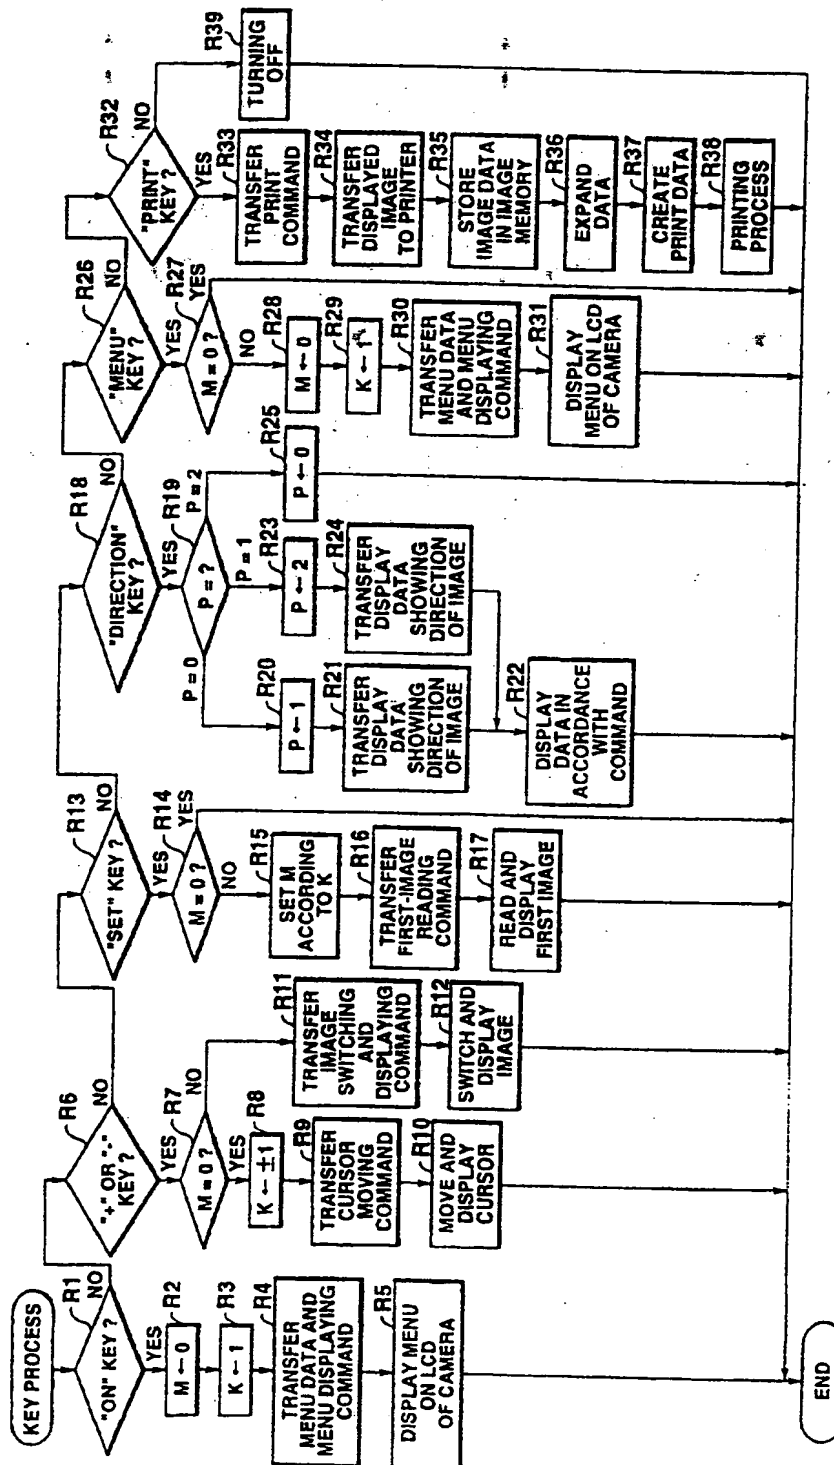 KEY PROCESS
R1
"ON" KEY ?
NO
YES
R2
M ← 0
R3
K ← 1
R4
TRANSFER
MENU DATA AND
MENU DISPLAYING
COMMAND
R5
DISPLAY MENU
ON LCD
OF CAMERA
R6
"+" OR "-"
KEY ?
NO
YES
R7
M = 0 ?
NO
YES
R8
K ← ±1
R9
TRANSFER
CURSOR
MOVING
COMMAND
R10
MOVE AND
DISPLAY
CURSOR
R11
TRANSFER
IMAGE
SWITCHING
AND
DISPLAYING
COMMAND
R12
SWITCH AND
DISPLAY
IMAGE
R13
"SET" KEY ?
NO
YES
R14
M = 0 ?
YES
NO
R15
SET M
ACCORDING
TO K
R16
TRANSFER
FIRST-IMAGE
READING
COMMAND
R17
READ AND
DISPLAY
FIRST IMAGE
R18
"DIRECTION"
KEY ?
NO
YES
R19
P = ?
P = 0
P = 1
P = 2
R20
P ← 1
R21
TRANSFER
DISPLAY
DATA
SHOWING
DIRECTION
OF IMAGE
R22
DISPLAY
DATA IN
ACCORDANCE
WITH
COMMAND
R23
P ← 2
R24
TRANSFER
DISPLAY
DATA
SHOWING
DIRECTION
OF IMAGE
R25
P ← 0
R26
"MENU"
KEY ?
NO
YES
R27
M = 0 ?
YES
NO
R28
M ← 0
R29
K ← 1
R30
TRANSFER
MENU DATA
AND MENU
DISPLAYING
COMMAND
R31
DISPLAY
MENU ON LCD
OF CAMERA
R32
"PRINT"
KEY ?
NO
YES
R33
TRANSFER
PRINT
COMMAND
R34
TRANSFER
DISPLAYED
IMAGE
TO PRINTER
R35
STORE
IMAGE DATA
IN IMAGE
MEMORY
R36
EXPAND
DATA
R37
CREATE
PRINT DATA
R38
PRINTING
PROCESS
R39
TURNING
OFF
END